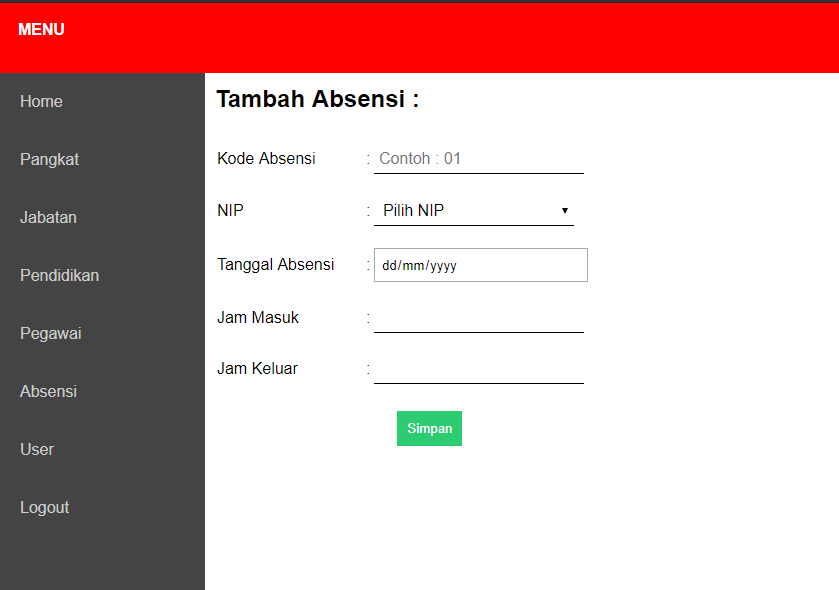 MENU
Home
Pangkat
Jabatan
Pendidikan
Pegawai
Absensi
User
Logout
Tambah Absensi :
Kode Absensi : Contoh : 01
NIP : Pilih NIP
Tanggal Absensi : dd/mm/yyyy
Jam Masuk :
Jam Keluar :
Simpan